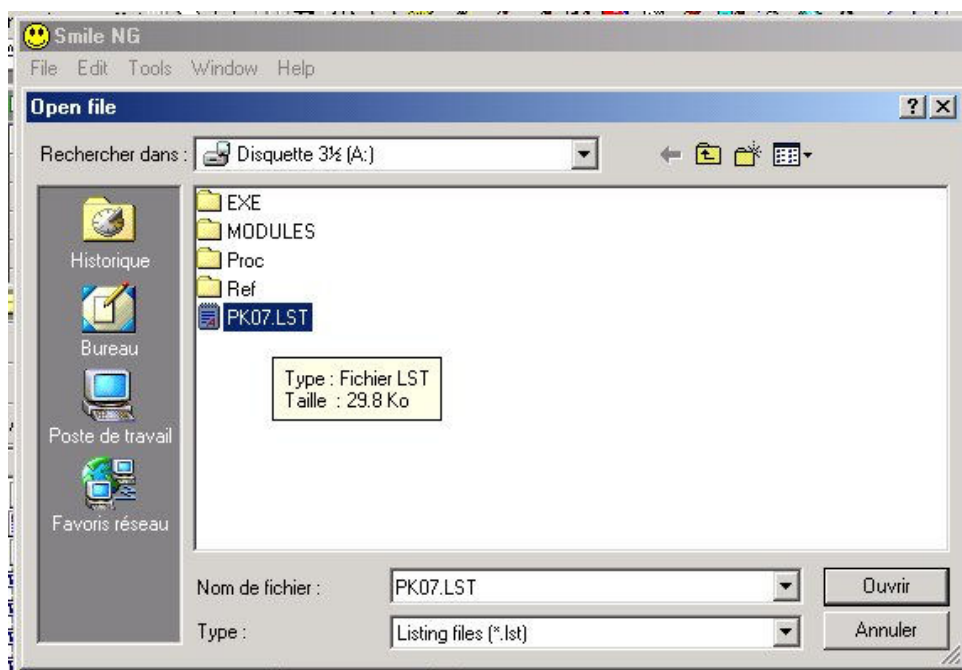 Smile NG
File Edit Tools Window Help
Open file
Rechercher dans : Disquette 3½ (A:)
EXE
MODULES
Proc
Ref
PK07.LST
Type : Fichier LST
Taille : 29.8 Ko
Historique
Bureau
Poste de travail
Favoris réseau
Nom de fichier : PK07.LST Ouvrir
Type : Listing files (*.lst) Annuler